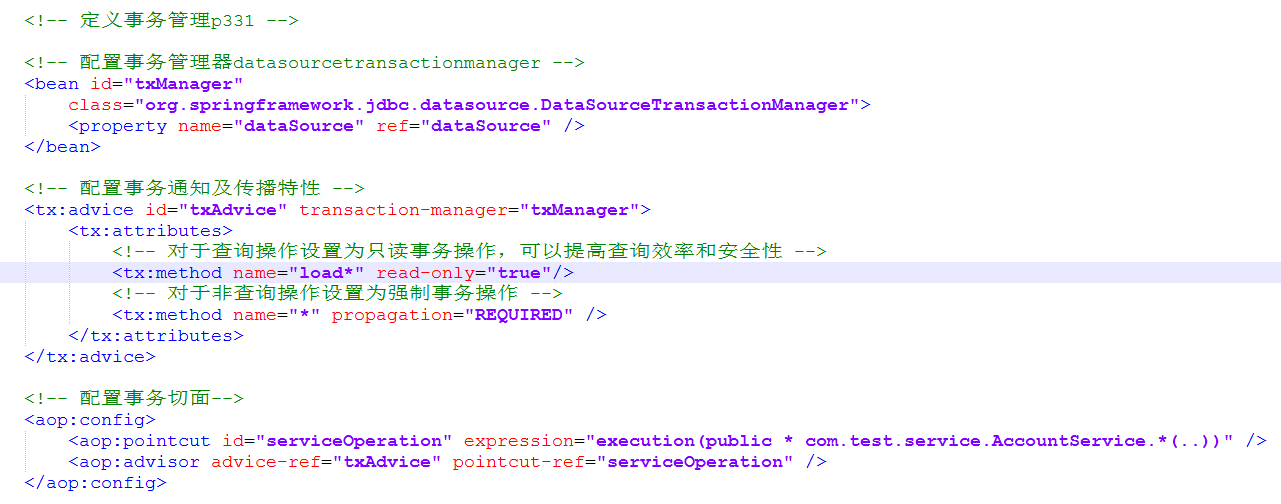 <!-- 定义事务管理p331 -->
<!-- 配置事务管理器datasourcetransactionmanager -->
<bean id="txManager"
class="org.springframework.jdbc.datasource.DataSourceTransactionManager">
<property name="dataSource" ref="dataSource" />
</bean>
<!-- 配置事务通知及传播特性 -->
<tx:advice id="txAdvice" transaction-manager="txManager">
<tx:attributes>
<!-- 对于查询操作设置为只读事务操作，可以提高查询效率和安全性 -->
<tx:method name="load*" read-only="true"/>
<!-- 对于非查询操作设置为强制事务操作 -->
<tx:method name="*" propagation="REQUIRED" />
</tx:attributes>
</tx:advice>
<!-- 配置事务切面-->
<aop:config>
<aop:pointcut id="serviceOperation" expression="execution(public * com.test.service.AccountService.*(..))" />
<aop:advisor advice-ref="txAdvice" pointcut-ref="serviceOperation" />
</aop:config>